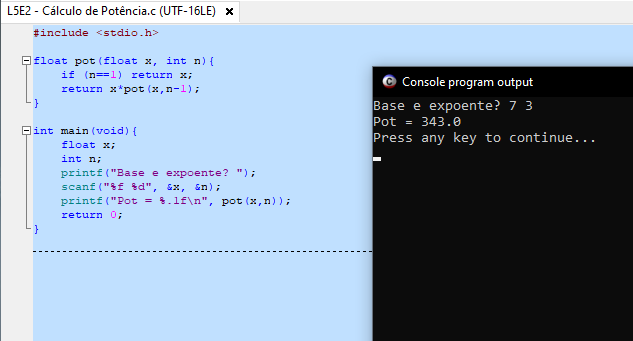 L5E2 - Cálculo de Potência.c (UTF-16LE)
#include <stdio.h>
float pot(float x, int n){
if (n==1) return x;
return x*pot(x,n-1);
}
int main(void){
float x;
int n;
printf("Base e expoente? ");
scanf("%f %d", &x, &n);
printf("Pot = %.1f\n", pot(x,n));
return 0;
}
Console program output
Base e expoente? 7 3
Pot = 343.0
Press any key to continue...